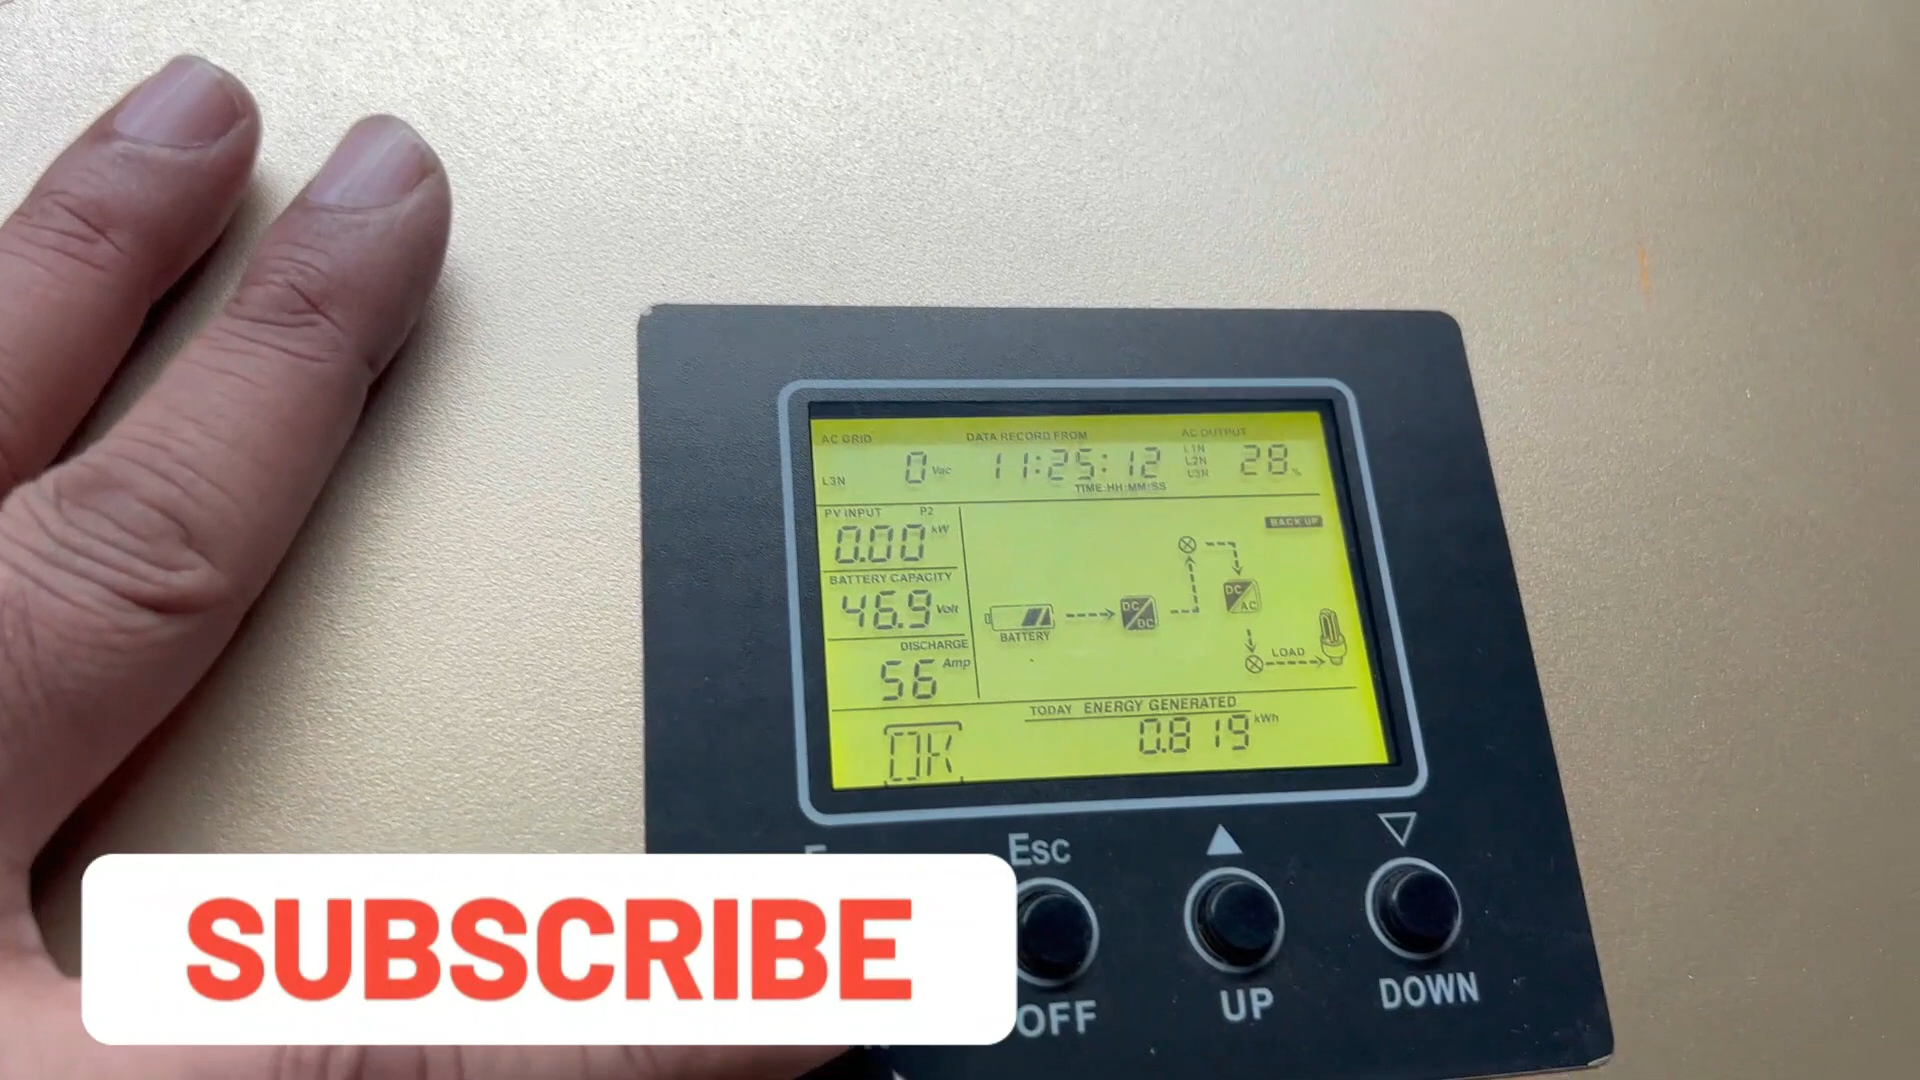 AC GRID DATA RECORD FROM AC OUTPUT
L3N 0 Vac 11:25:12 L1N L2N L3N 28 %
TIME:HH:MM/SS
PV INPUT P2
0.00 kW
BACK UP
BATTERY CAPACITY
46.9 Volt
DC/DC
DC/AC
BATTERY
DISCHARGE
56 Amp
LOAD
TODAY ENERGY GENERATED
OK 0.819 kWh
Esc
OFF UP DOWN
SUBSCRIBE